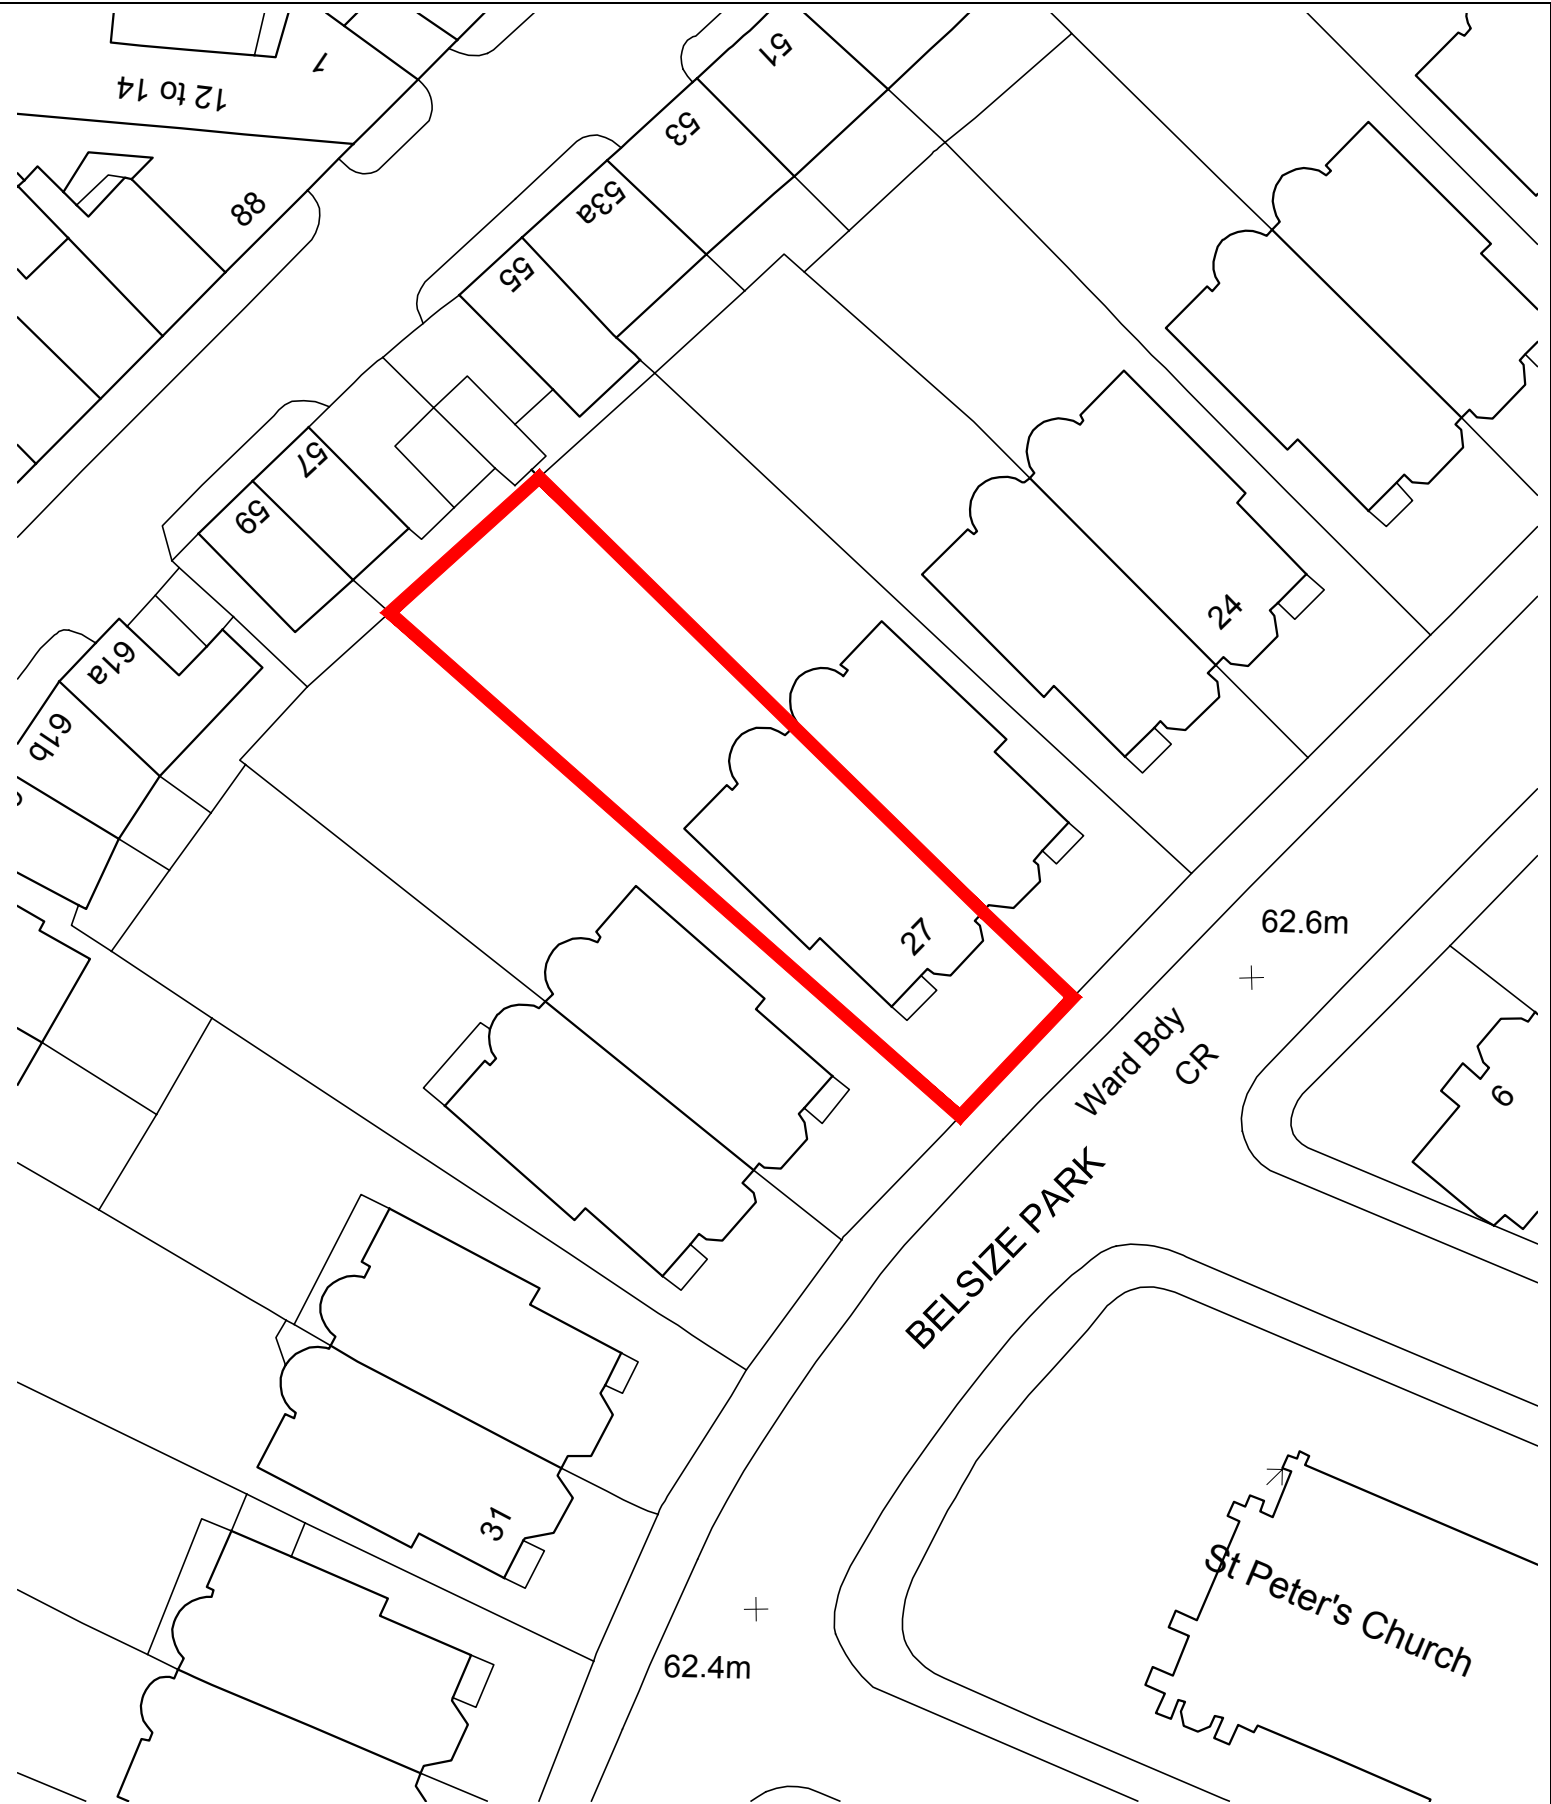 1
12 to 14
88
51
53
53a
55
57
59
61a
61b
24
27
62.6m
Ward Bdy
CR
6
BELSIZE PARK
31
St Peter's Church
62.4m